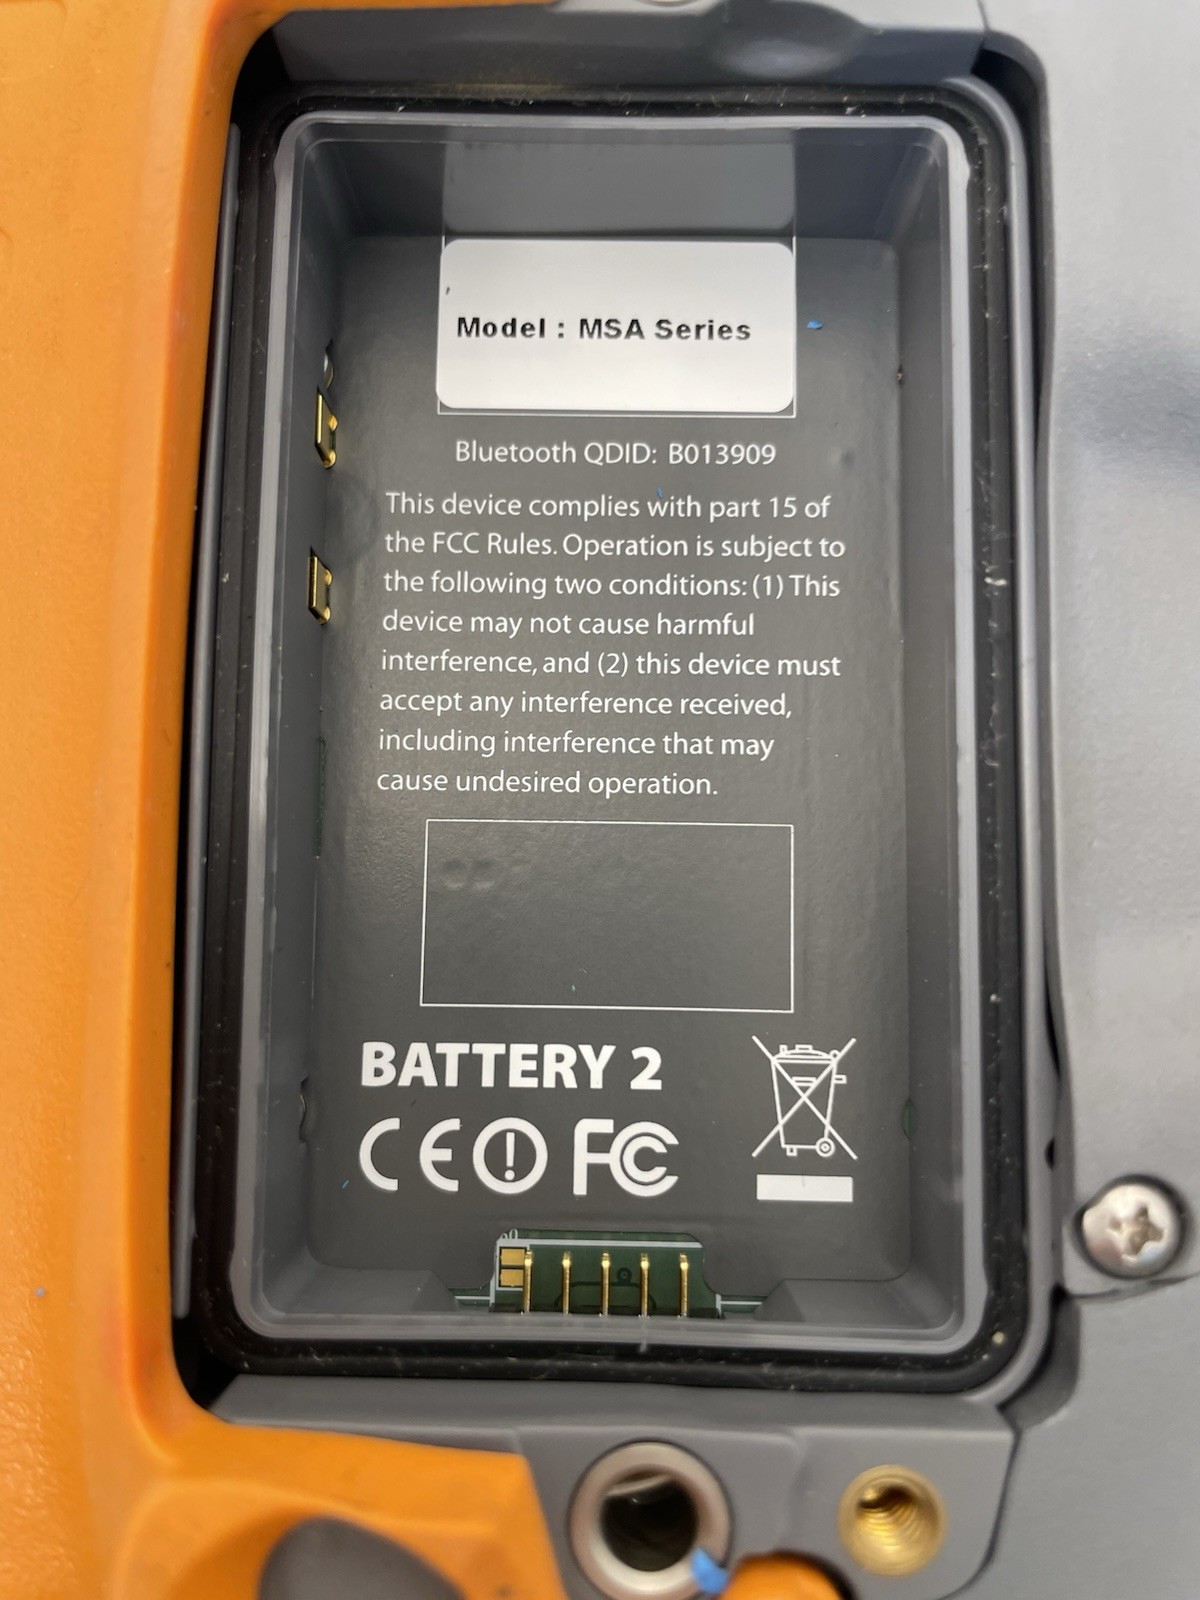 Model : MSA Series
Bluetooth QDID: B013909
This device complies with part 15 of
the FCC Rules. Operation is subject to
the following two conditions: (1) This
device may not cause harmful
interference, and (2) this device must
accept any interference received,
including interference that may
cause undesired operation.
BATTERY 2
CE FC